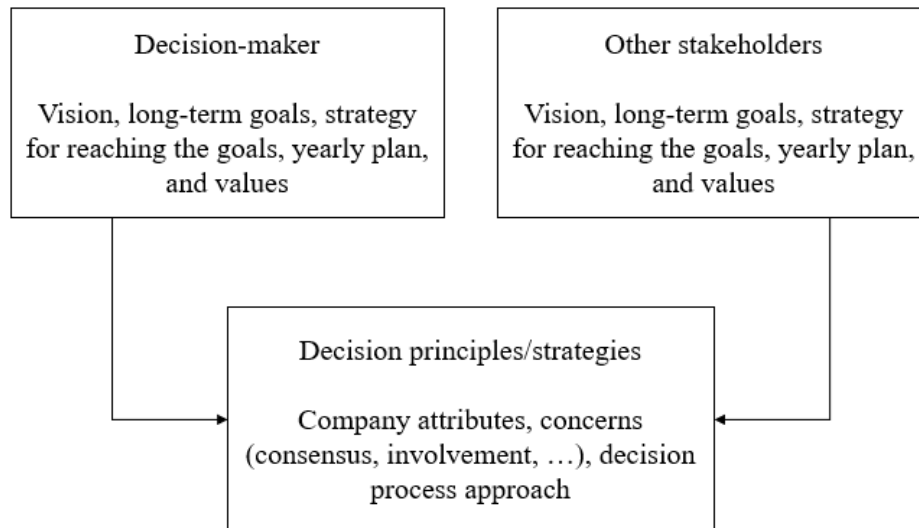 Decision-maker
Vision, long-term goals, strategy
for reaching the goals, yearly plan,
and values
Other stakeholders
Vision, long-term goals, strategy
for reaching the goals, yearly plan,
and values
Decision principles/strategies
Company attributes, concerns
(consensus, involvement, …), decision
process approach